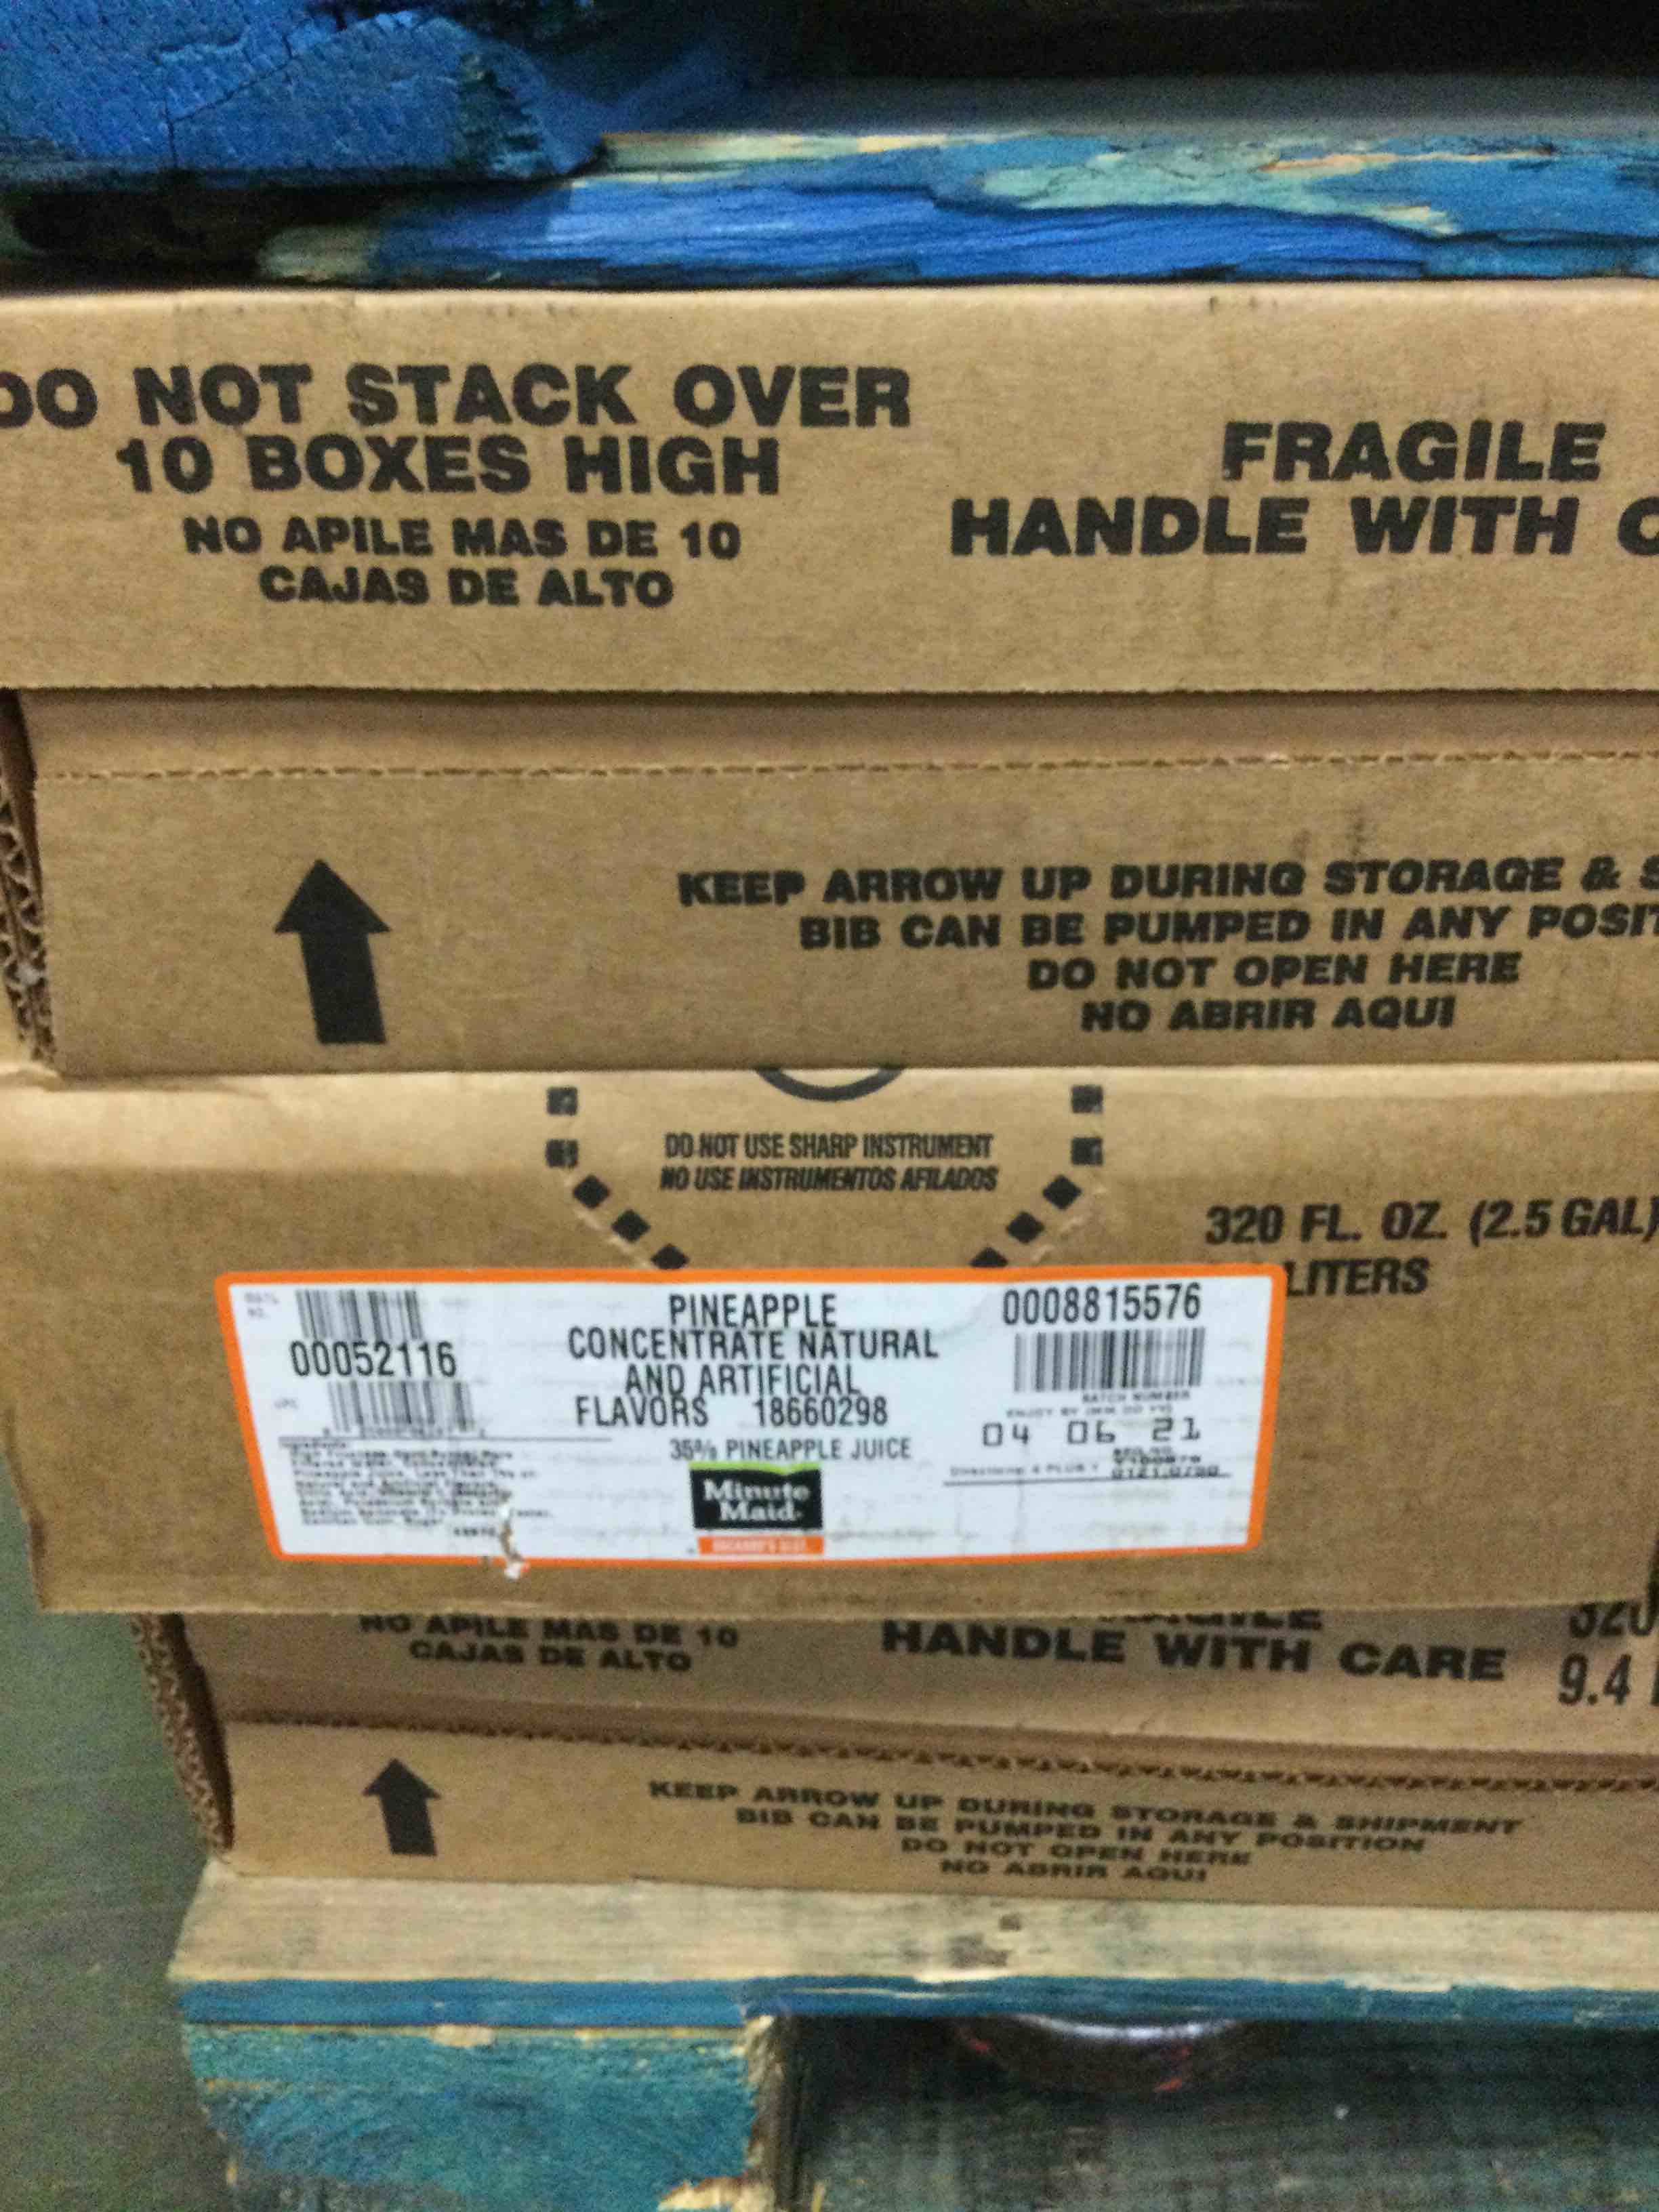 DO NOT STACK OVER
10 BOXES HIGH
NO APILE MAS DE 10
CAJAS DE ALTO
FRAGILE
HANDLE WITH
KEEP ARROW UP DURING STORAGE &
BIB CAN BE PUMPED IN ANY
DO NOT OPEN HERE
NO ABRIR AQUI
DO NOT USE SHARP INSTRUMENT
NO USE INSTRUMENTOS AFILADOS
320 FL. OZ. (2.5 GAL)
LITERS
00052116
PINEAPPLE
CONCENTRATE NATURAL
AND ARTIFICIAL
FLAVORS 18660298
35% PINEAPPLE JUICE
Minute
Maid
0008815576
BATCH NUMBER
04 06 21
NO APILE MAS DE 10
CAJAS DE ALTO
HANDLE WITH CARE
320
9.4
KEEP ARROW UP DURING STORAGE & SHIPMENT
BIB CAN BE PUMPED IN ANY POSITION
DO NOT OPEN HERE
NO ABRIR AQUI